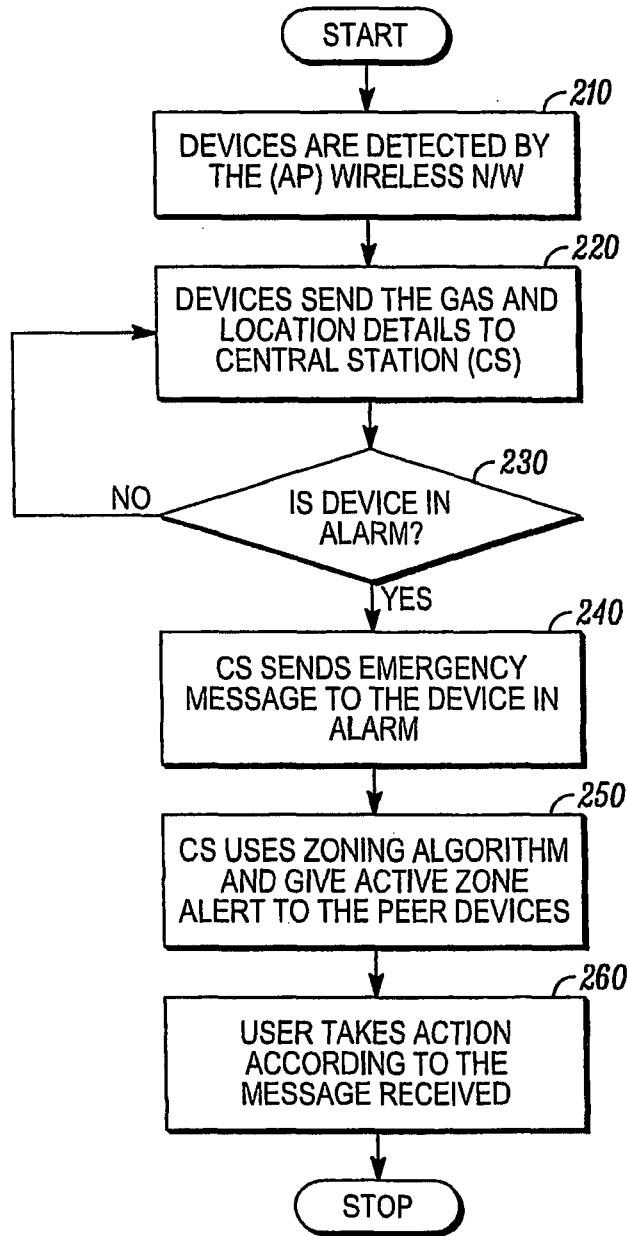 START
210
DEVICES ARE DETECTED BY
THE (AP) WIRELESS N/W
220
DEVICES SEND THE GAS AND
LOCATION DETAILS TO
CENTRAL STATION (CS)
230
IS DEVICE IN
ALARM?
NO
YES
240
CS SENDS EMERGENCY
MESSAGE TO THE DEVICE IN
ALARM
250
CS USES ZONING ALGORITHM
AND GIVE ACTIVE ZONE
ALERT TO THE PEER DEVICES
260
USER TAKES ACTION
ACCORDING TO THE
MESSAGE RECEIVED
STOP